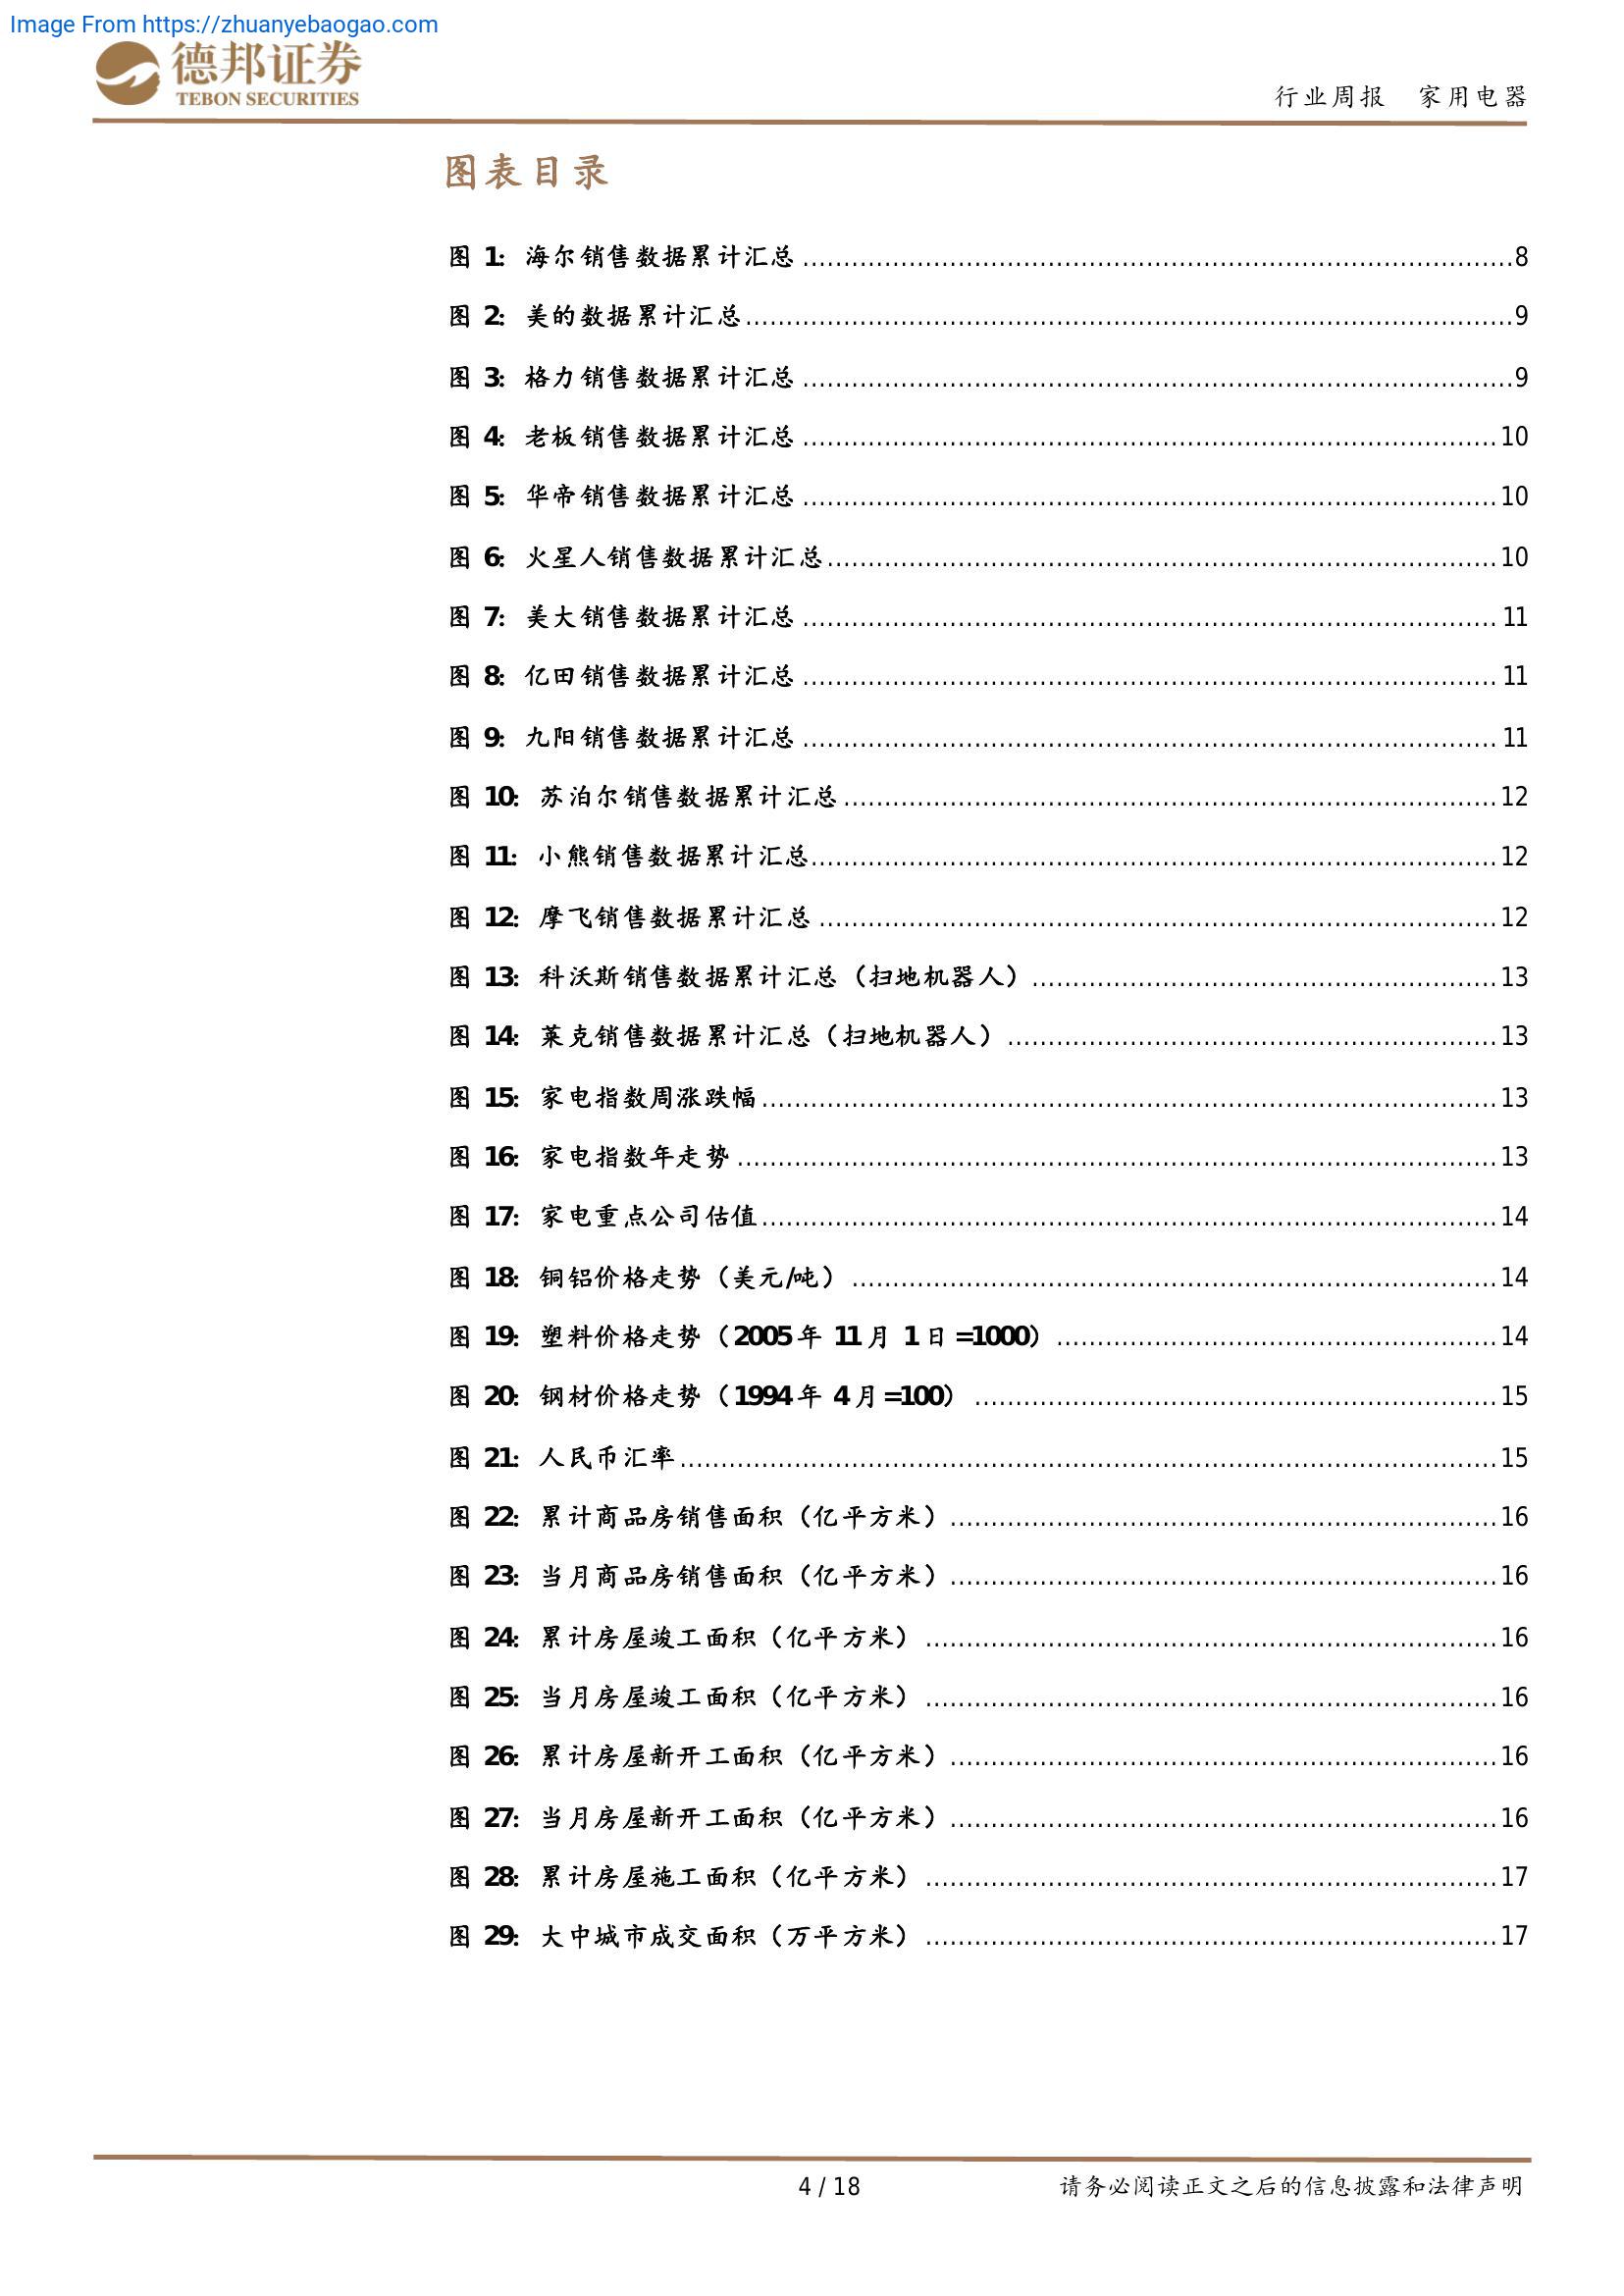 Image From https://zhuanyebaogao.com
德邦证券
TEBON SECURITIES
行业周报 家用电器
图表目录
图 1：海尔销售数据累计汇总........................................8
图 2：美的数据累计汇总........................................9
图 3：格力销售数据累计汇总........................................9
图 4：老板销售数据累计汇总........................................10
图 5：华帝销售数据累计汇总........................................10
图 6：火星人销售数据累计汇总........................................10
图 7：美大销售数据累计汇总........................................11
图 8：亿田销售数据累计汇总........................................11
图 9：九阳销售数据累计汇总........................................11
图 10：苏泊尔销售数据累计汇总........................................12
图 11：小熊销售数据累计汇总........................................12
图 12：摩飞销售数据累计汇总........................................12
图 13：科沃斯销售数据累计汇总（扫地机器人）........................................13
图 14：莱克销售数据累计汇总（扫地机器人）........................................13
图 15：家电指数周涨跌幅........................................13
图 16：家电指数年走势........................................13
图 17：家电重点公司估值........................................14
图 18：铜铝价格走势（美元/吨）........................................14
图 19：塑料价格走势（2005 年 11 月 1 日=1000）........................................14
图 20：钢材价格走势（1994 年 4 月=100）........................................15
图 21：人民币汇率........................................15
图 22：累计商品房销售面积（亿平方米）........................................16
图 23：当月商品房销售面积（亿平方米）........................................16
图 24：累计房屋竣工面积（亿平方米）........................................16
图 25：当月房屋竣工面积（亿平方米）........................................16
图 26：累计房屋新开工面积（亿平方米）........................................16
图 27：当月房屋新开工面积（亿平方米）........................................16
图 28：累计房屋施工面积（亿平方米）........................................17
图 29：大中城市成交面积（万平方米）........................................17
4 / 18
请务必阅读正文之后的信息披露和法律声明